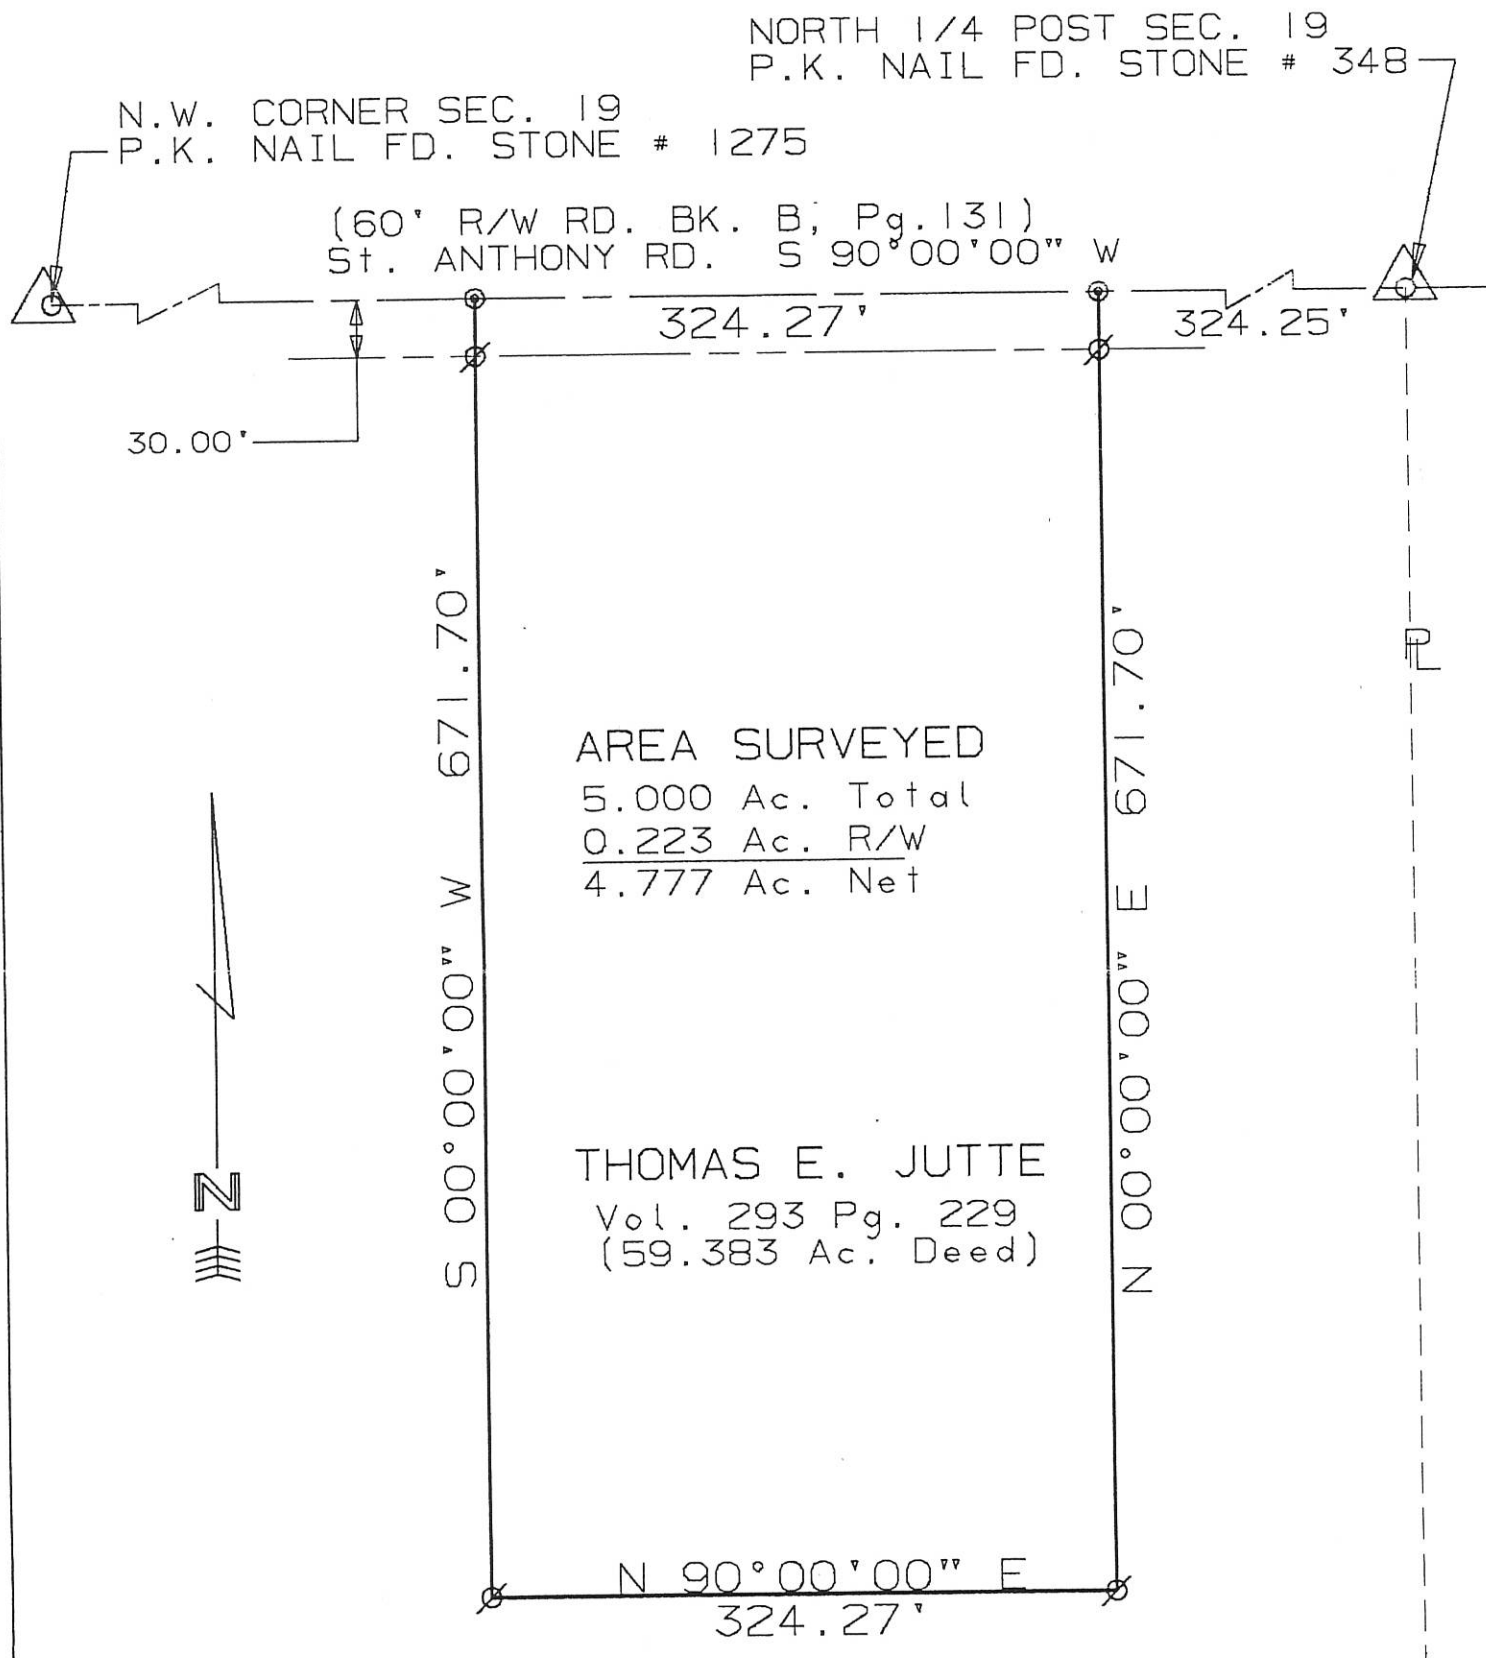 NORTH 1/4 POST SEC. 19
P.K. NAIL FD. STONE # 348
N.W. CORNER SEC. 19
P.K. NAIL FD. STONE # 1275
(60' R/W RD. BK. B, Pg.131)
St. ANTHONY RD. S 90°00'00" W
324.27'
324.25'
30.00'
S 00°00'00" W 671.70'
N 00°00'00" E 671.70'
PL
AREA SURVEYED
5.000 Ac. Total
0.223 Ac. R/W
4.777 Ac. Net
N
THOMAS E. JUTTE
Vol. 293 Pg. 229
(59.383 Ac. Deed)
N 90°00'00" E
324.27'